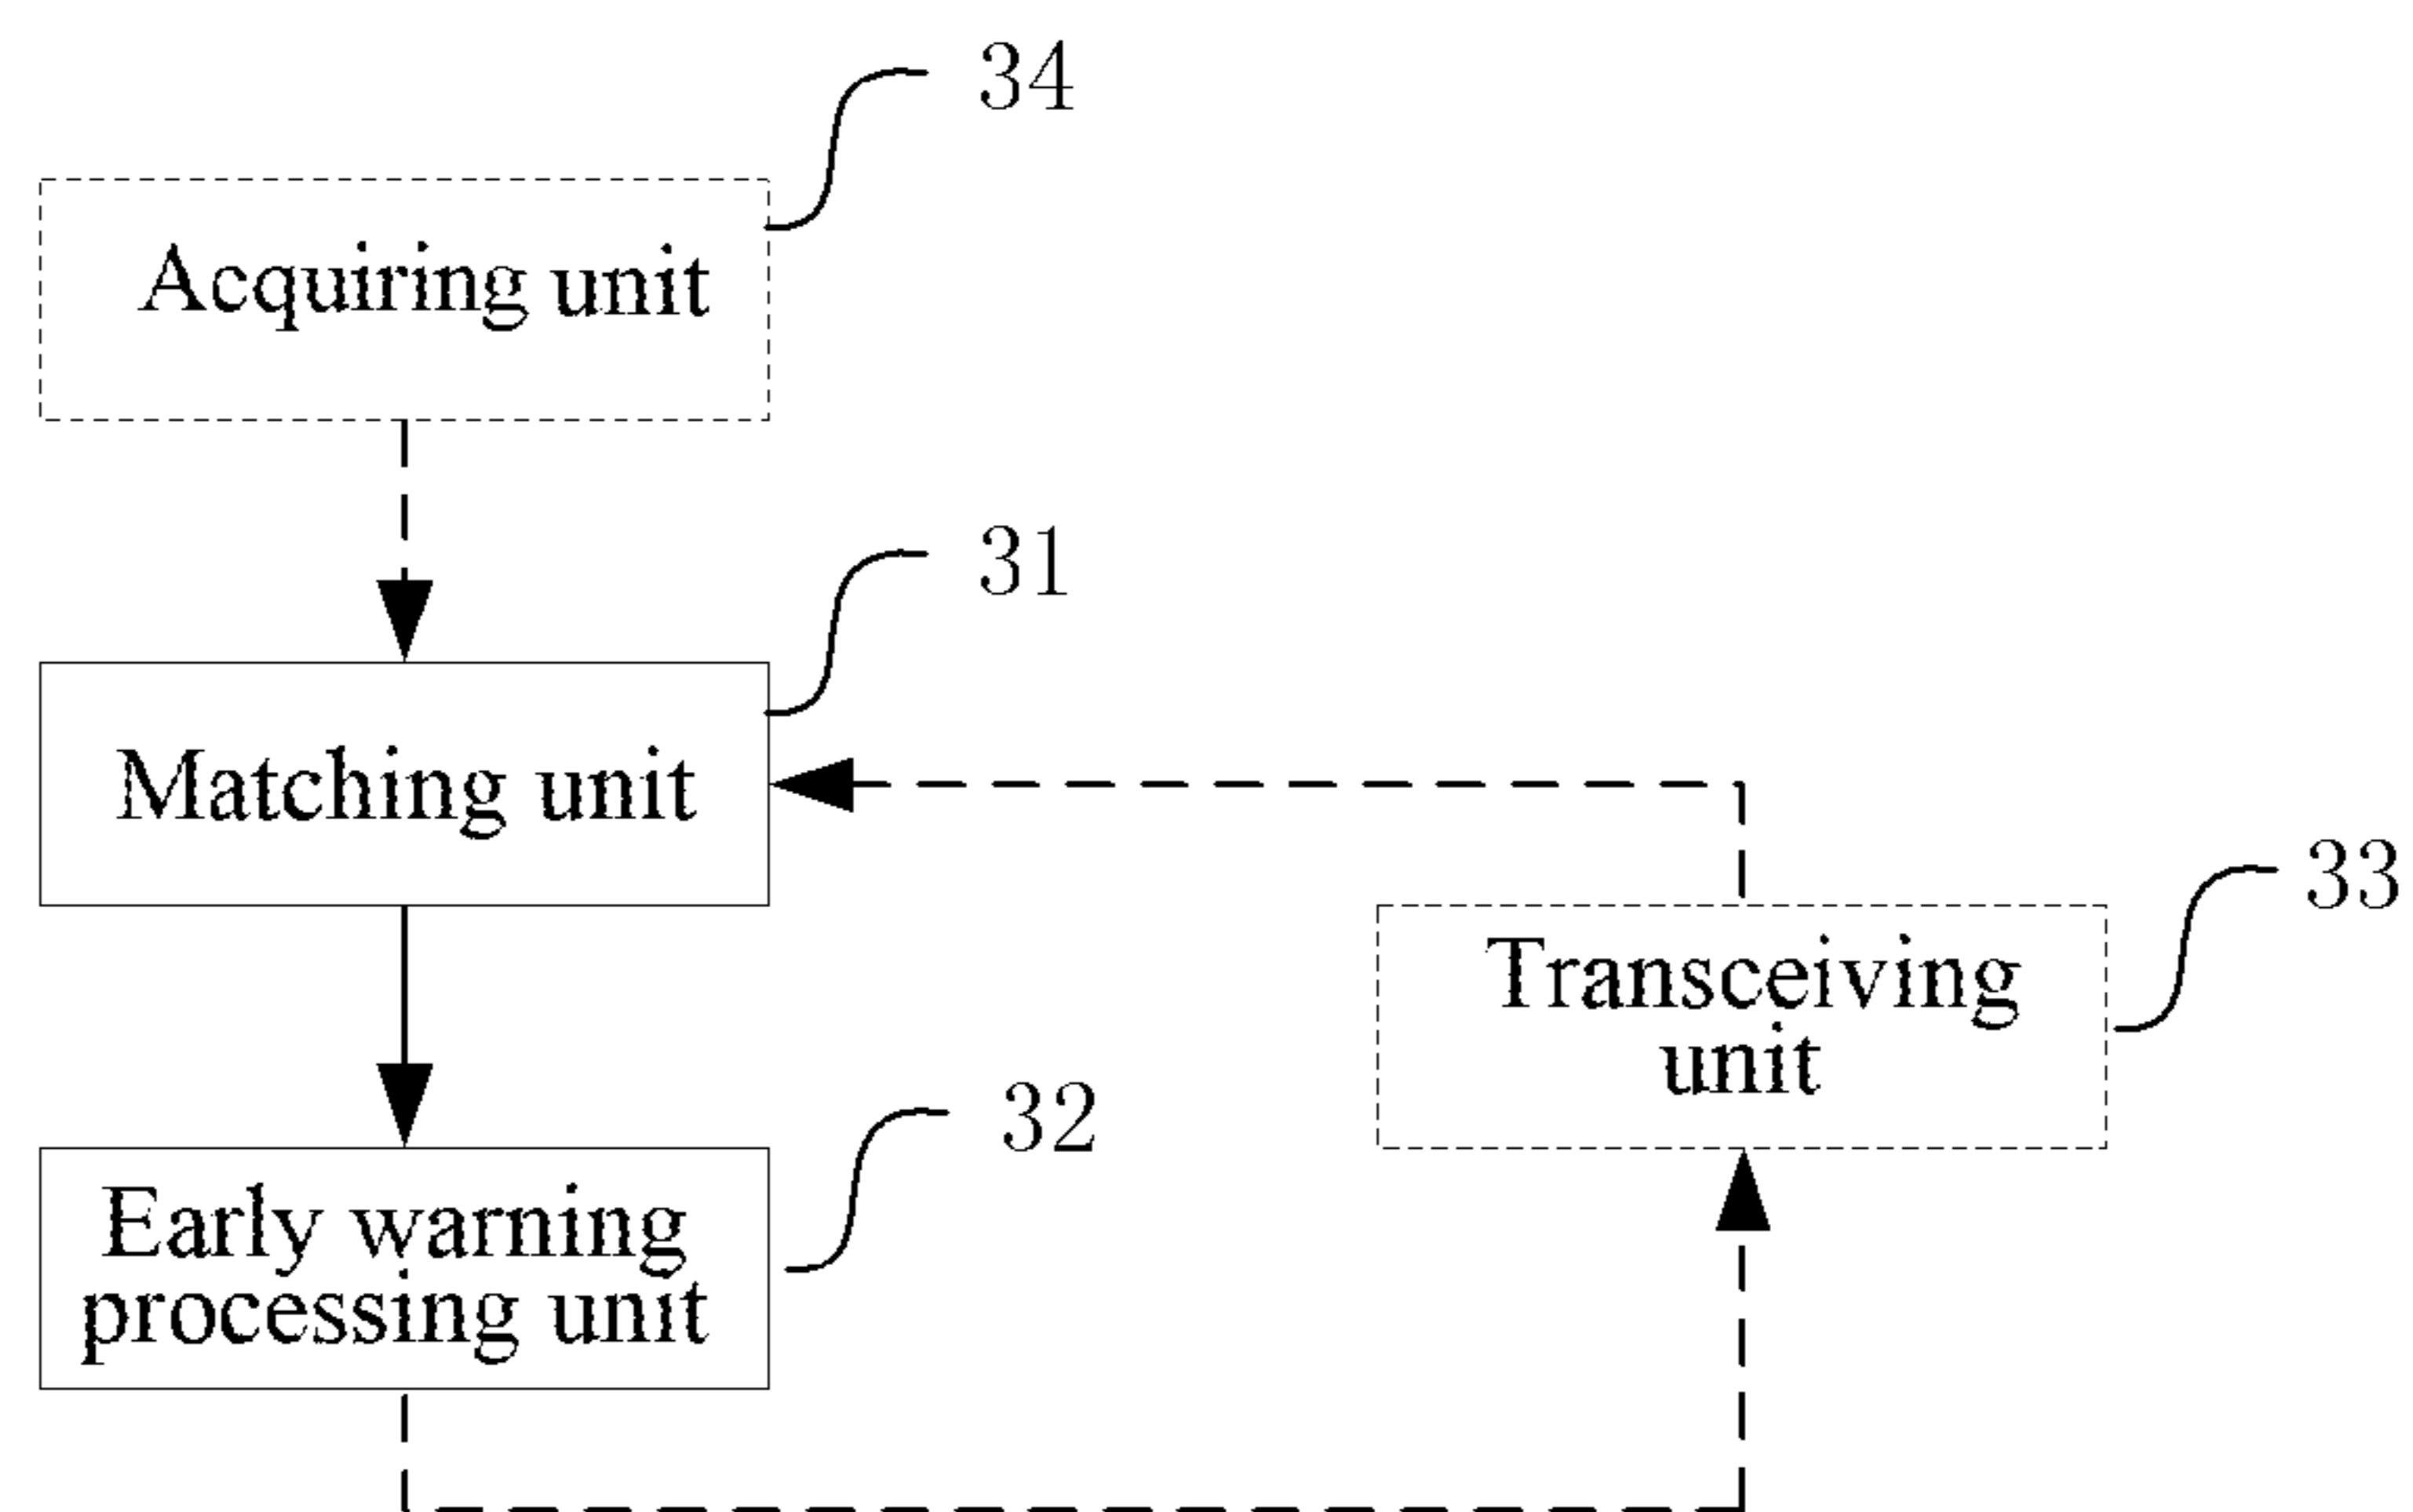 34
Acquiring unit
31
Matching unit
33
Transceiving
unit
32
Early warning
processing unit